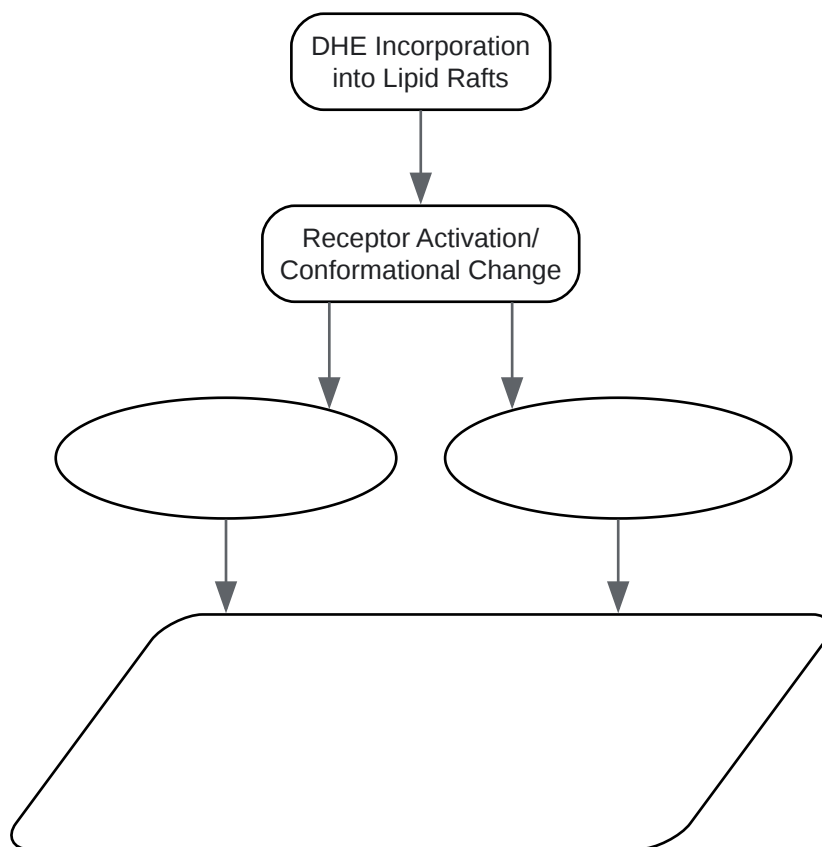 DHE Incorporation
into Lipid Rafts
Receptor Activation/
Conformational Change